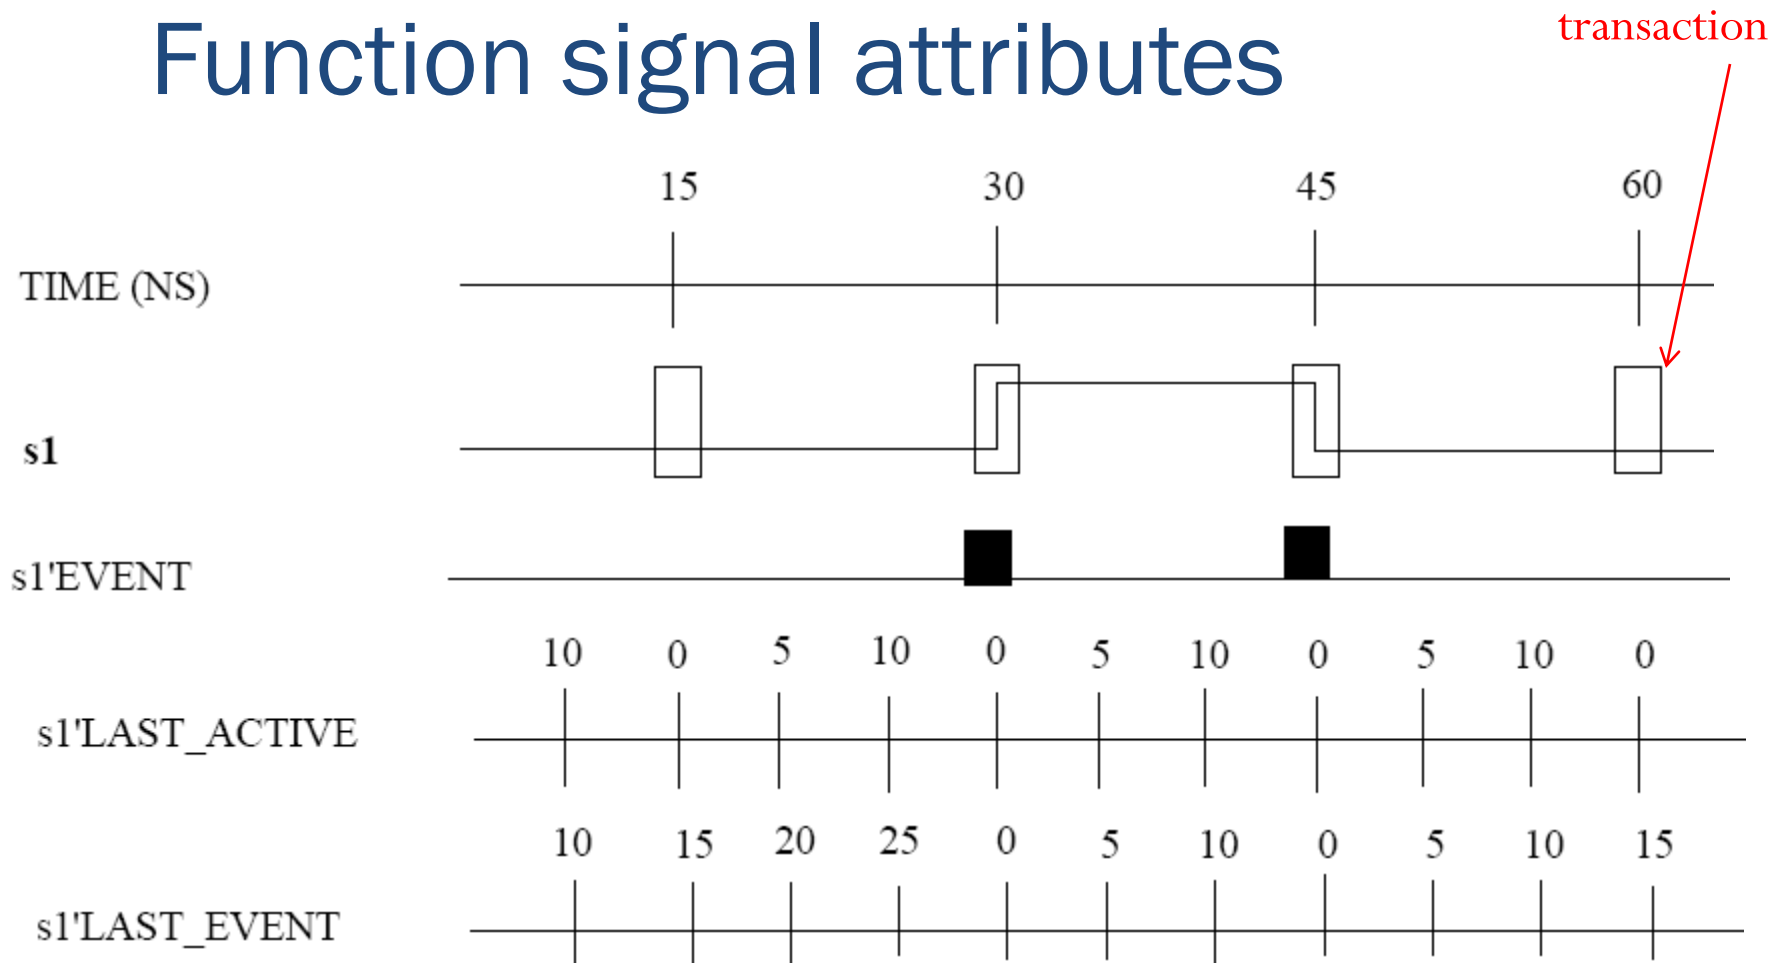 Function signal attributes
transaction
15 30 45 60
TIME (NS)
s1
s1'EVENT
10 0 5 10 0 5 10 0 5 10 0
s1'LAST_ACTIVE
10 15 20 25 0 5 10 0 5 10 15
s1'LAST_EVENT